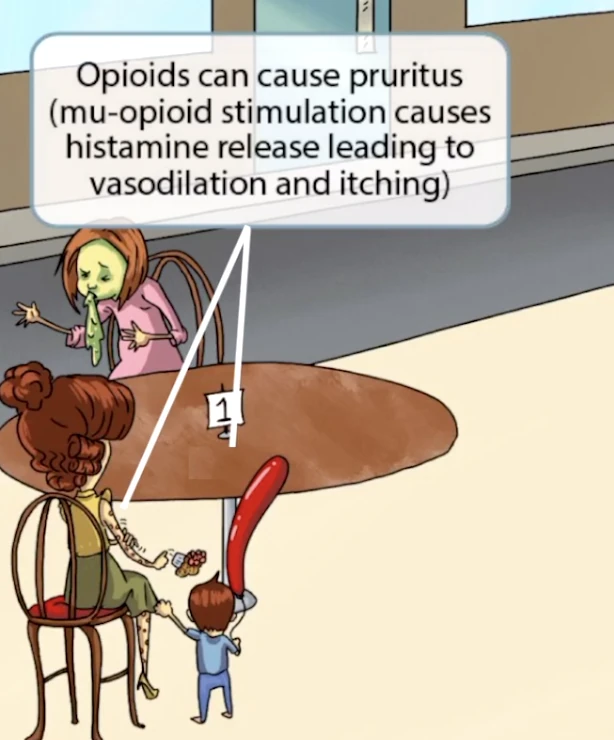 Opioids can cause pruritus
(mu-opioid stimulation causes
histamine release leading to
vasodilation and itching)
1